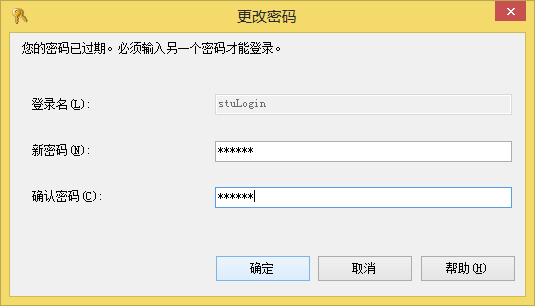 更改密码
您的密码已过期。必须输入另一个密码才能登录。
登录名(L):
stuLogin
新密码(N):
******
确认密码(C):
******
确定
取消
帮助(H)